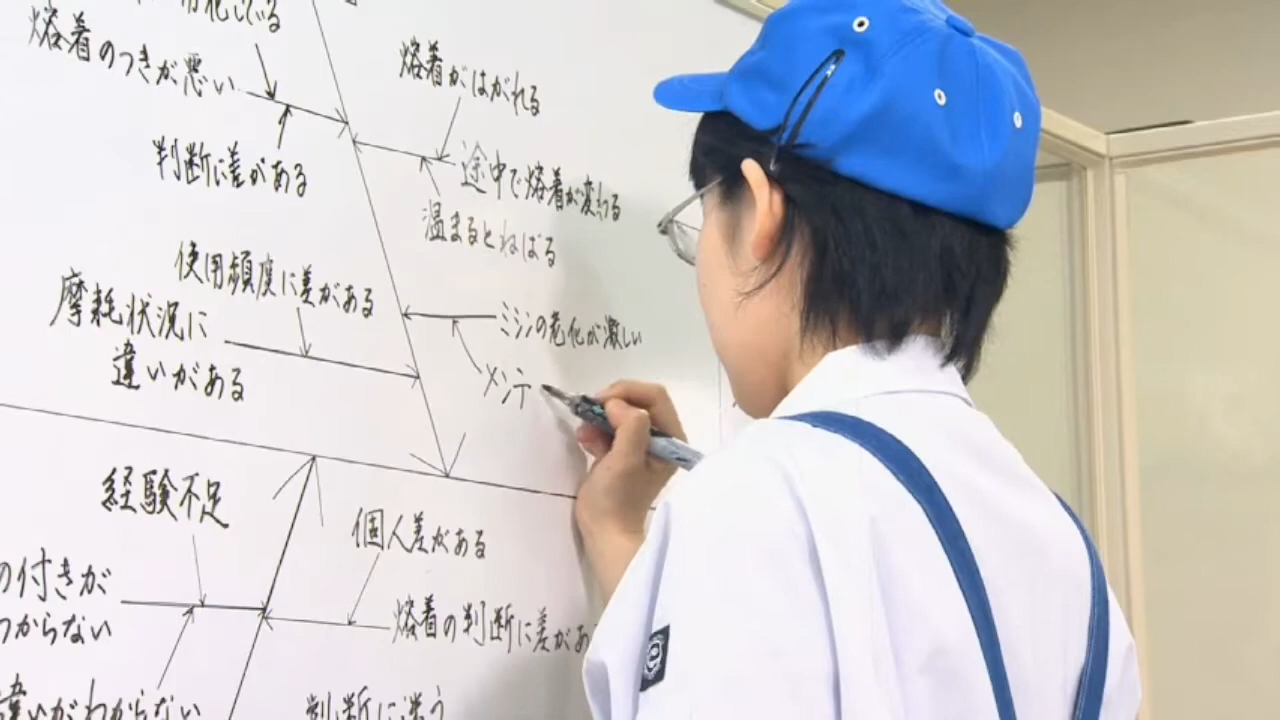 化している
熔着のつきが悪い
熔着がはがれる
判断に差がある
途中で熔着が変わる
温まるとねばる
使用頻度に差がある
摩耗状況に
違いがある
ミシンの老化が激しい
メンテ
経験不足
個人差がある
の付きが
つからない
熔着の判断に差があ
違いがわからない
判断に迷う